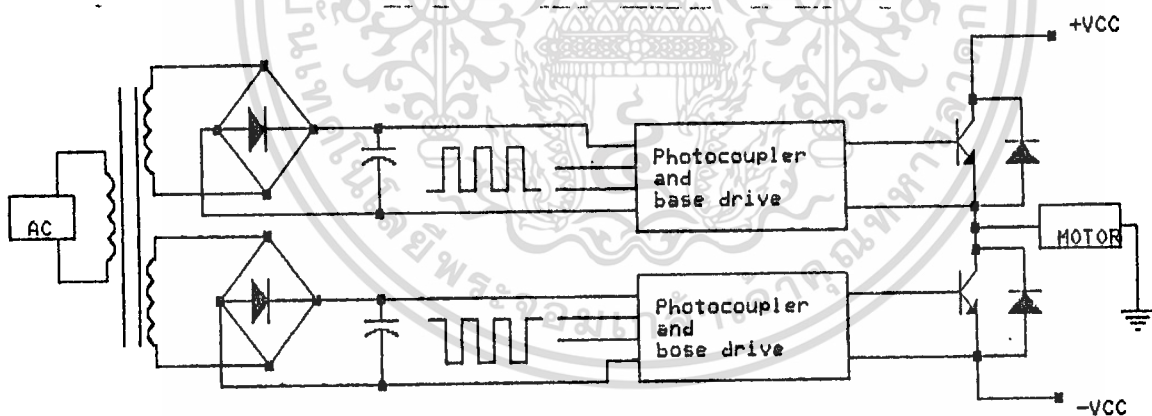 +VCC
AC
Photocoupler
and
base drive
MOTOR
Photocoupler
and
bose drive
-VCC